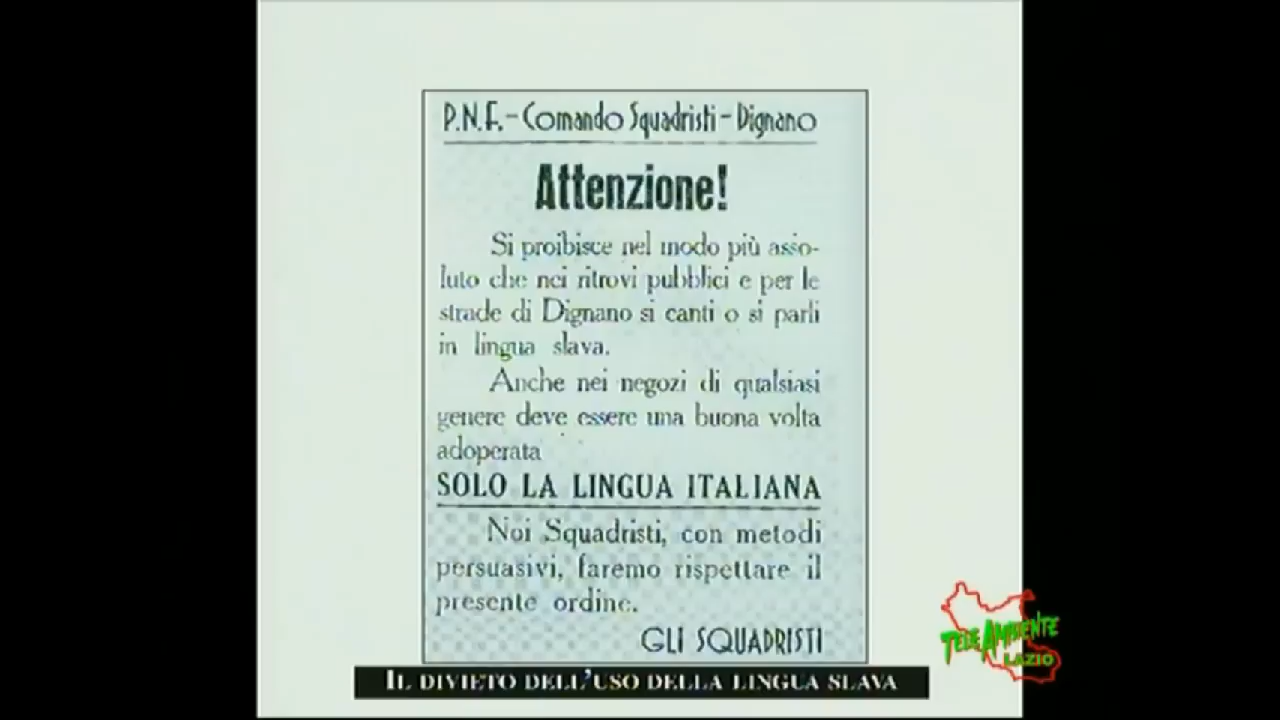 P.N.F. - Comando Squadristi - Dignano
Attenzione!
Si proibisce nel modo più asso-
luto che nei ritrovi pubblici e per le
strade di Dignano si canti o si parli
in lingua slava.
Anche nei negozi di qualsiasi
genere deve essere una buona volta
adoperata
SOLO LA LINGUA ITALIANA
Noi Squadristi, con metodi
persuasivi, faremo rispettare il
presente ordine.
GLI SQUADRISTI
IL DIVIETO DELL'USO DELLA LINGUA SLAVA
TELEAMBIENTE
LAZIO